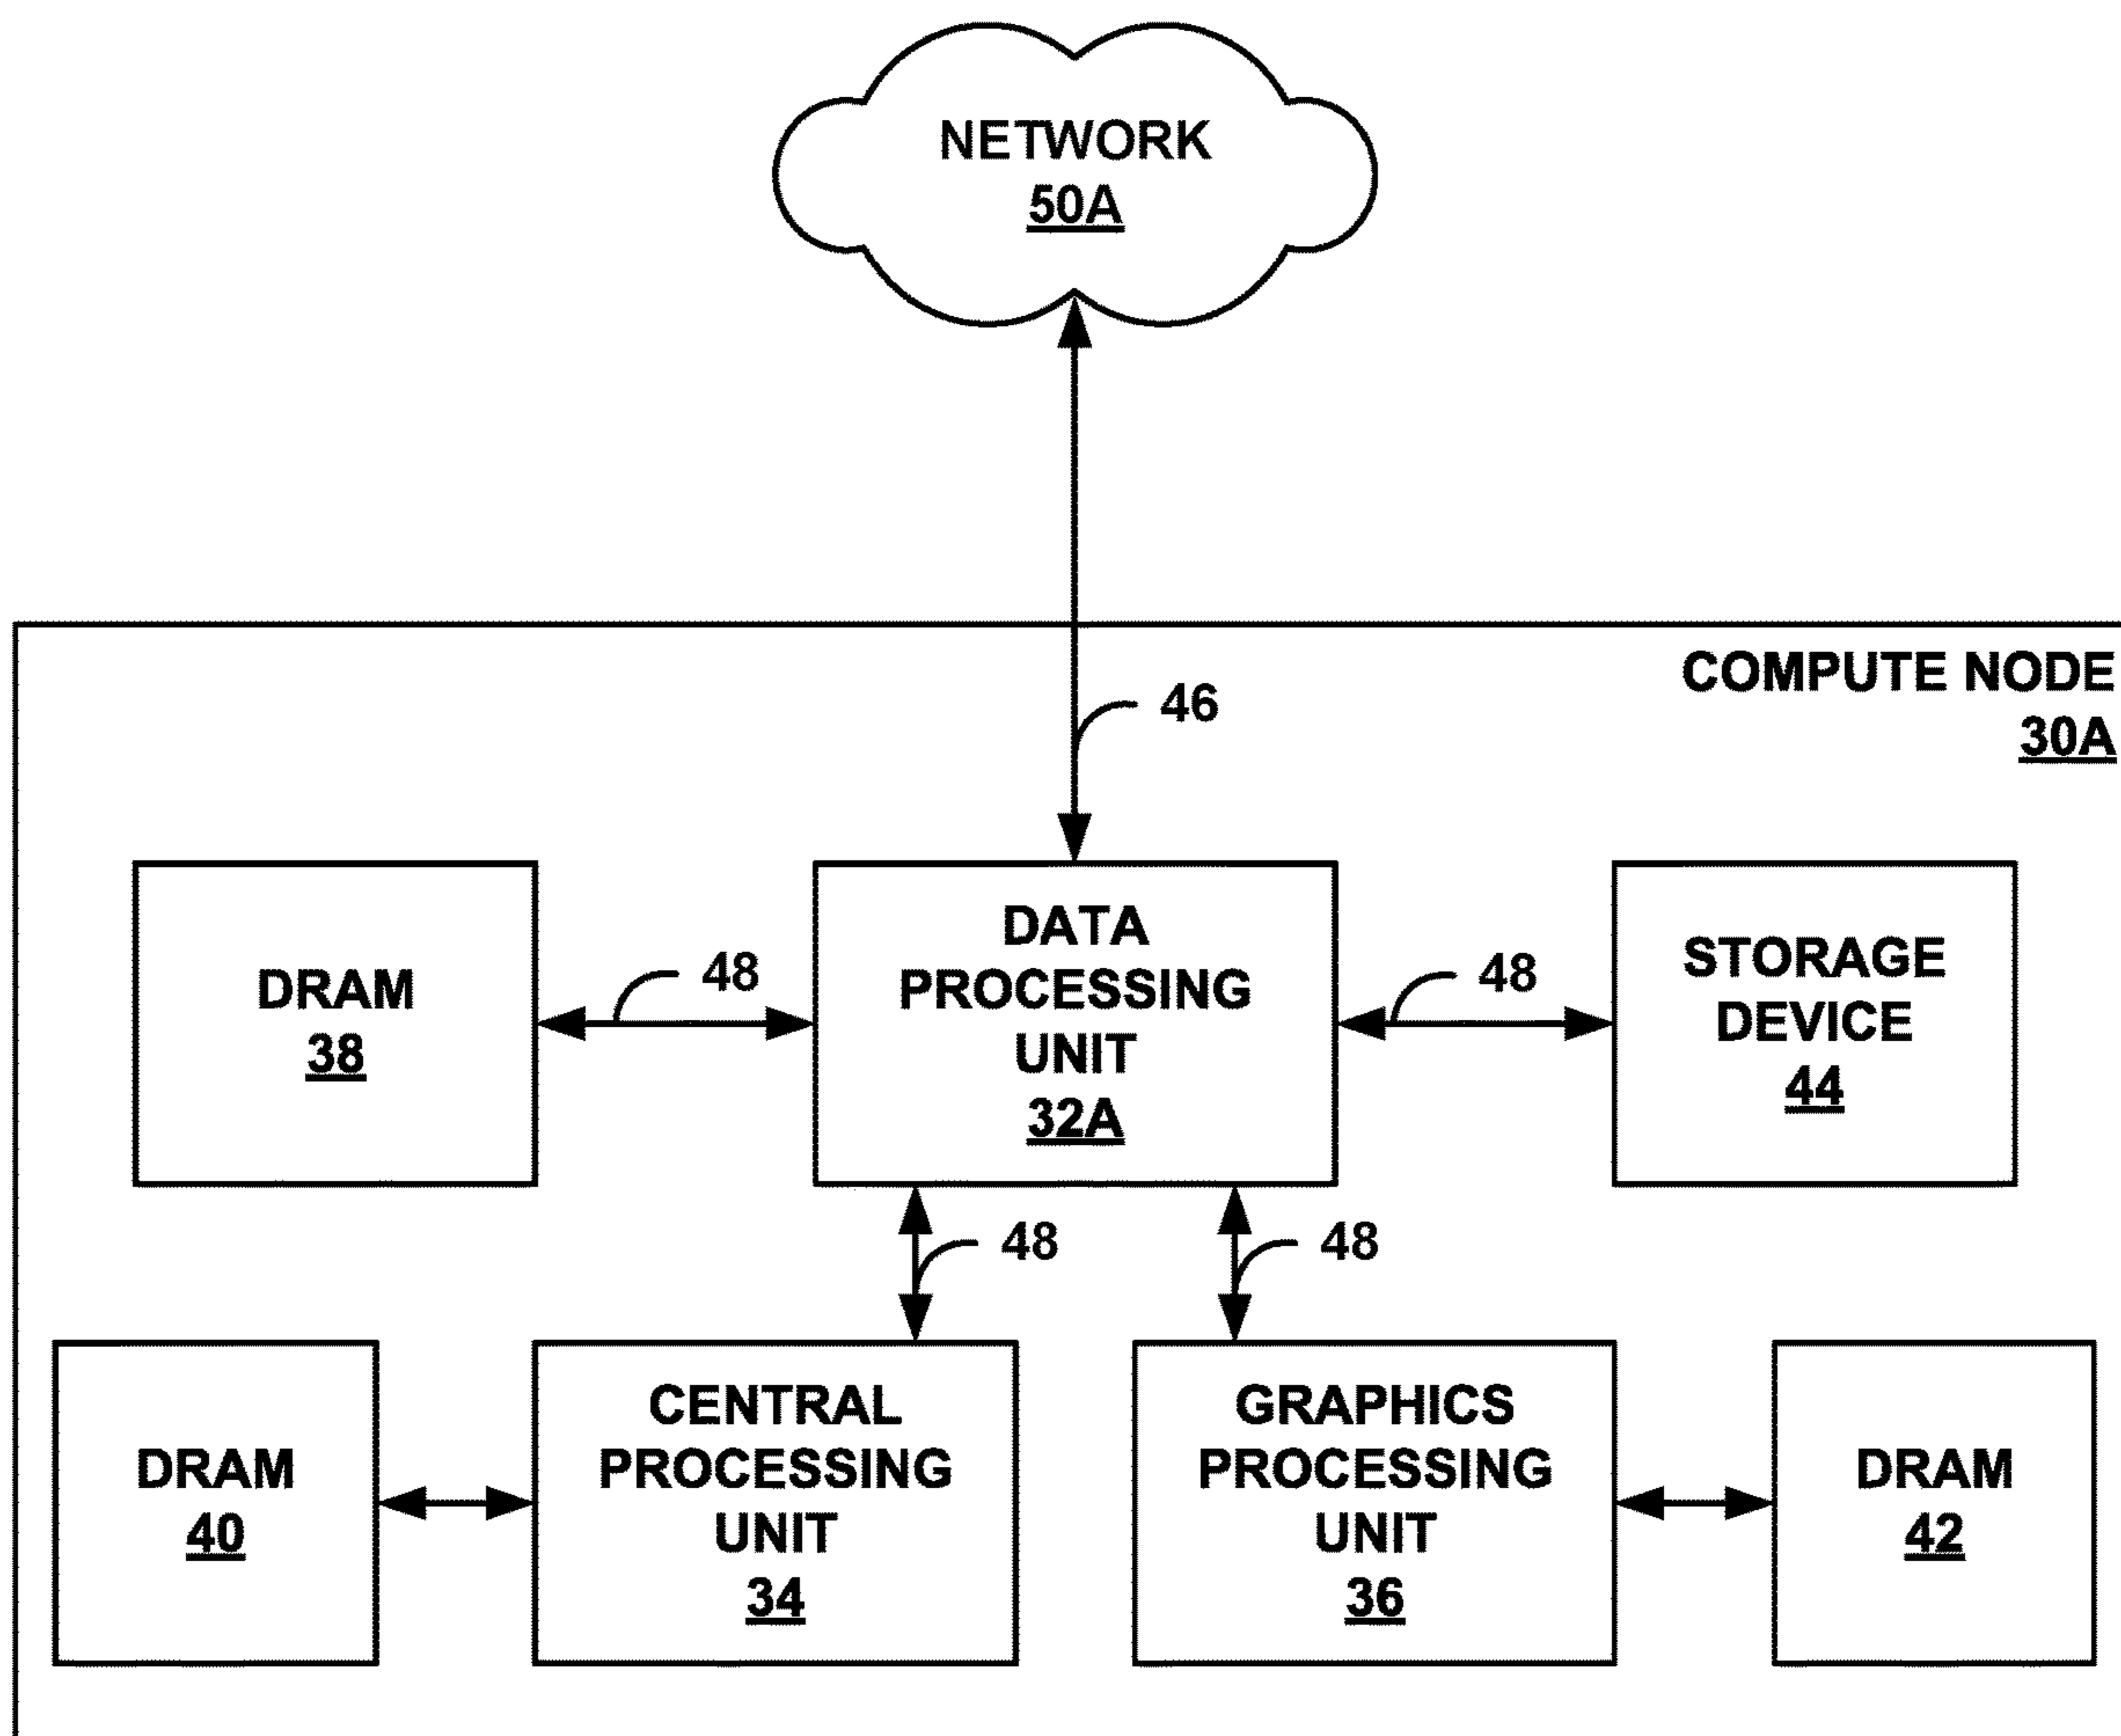 NETWORK
50A
COMPUTE NODE
30A
46
DRAM
38
48
DATA
PROCESSING
UNIT
32A
48
STORAGE
DEVICE
44
48
48
DRAM
40
CENTRAL
PROCESSING
UNIT
34
GRAPHICS
PROCESSING
UNIT
36
DRAM
42